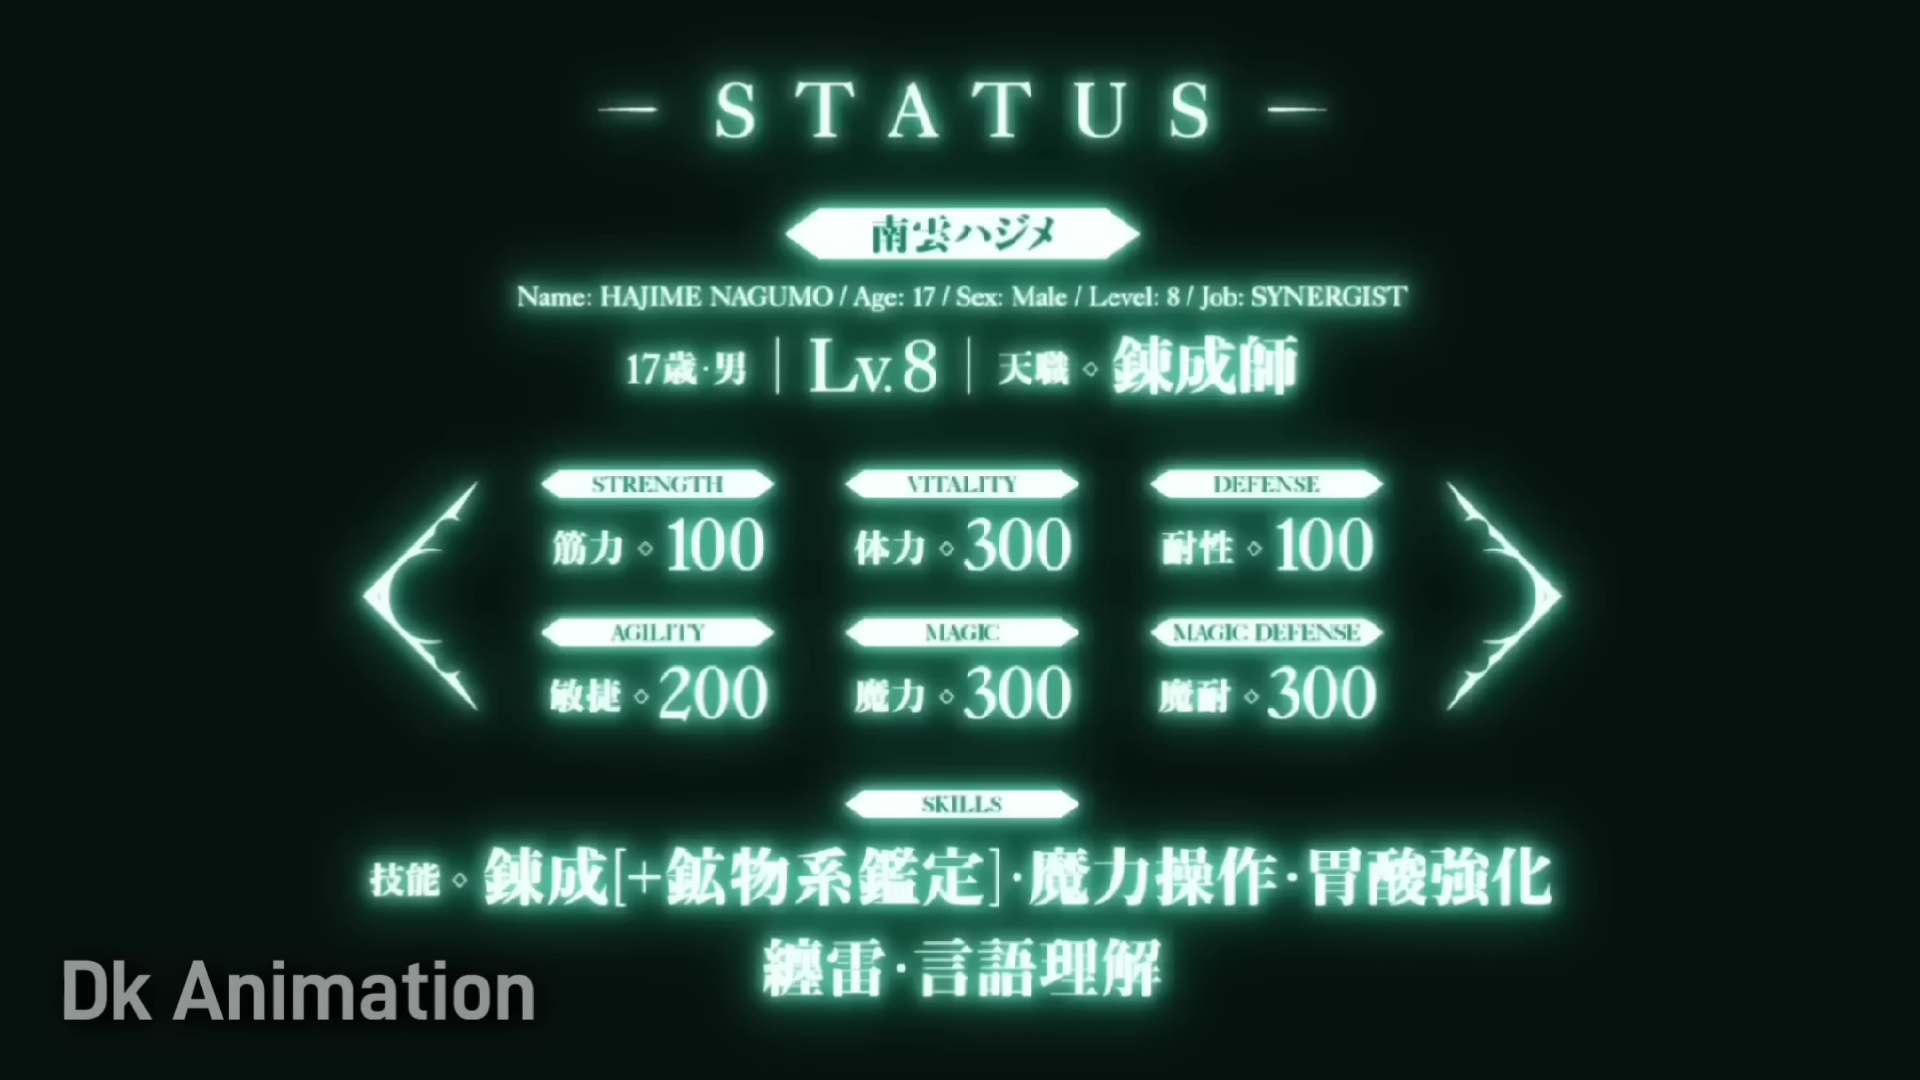 STATUS
南雲ハジメ
Name: HAJIME NAGUMO / Age: 17 / Sex: Male / Level: 8 / Job: SYNERGIST
17歳·男 | Lv.8 | 天職◇錬成師
STRENGTH VITALITY DEFENSE
筋力◇100 体力◇300 耐性◇100
AGILITY MAGIC MAGIC DEFENSE
敏捷◇200 魔力◇300 魔耐◇300
SKILLS
技能◇錬成[+鉱物系鑑定]·魔力操作·胃酸強化
纏雷·言語理解
Dk Animation